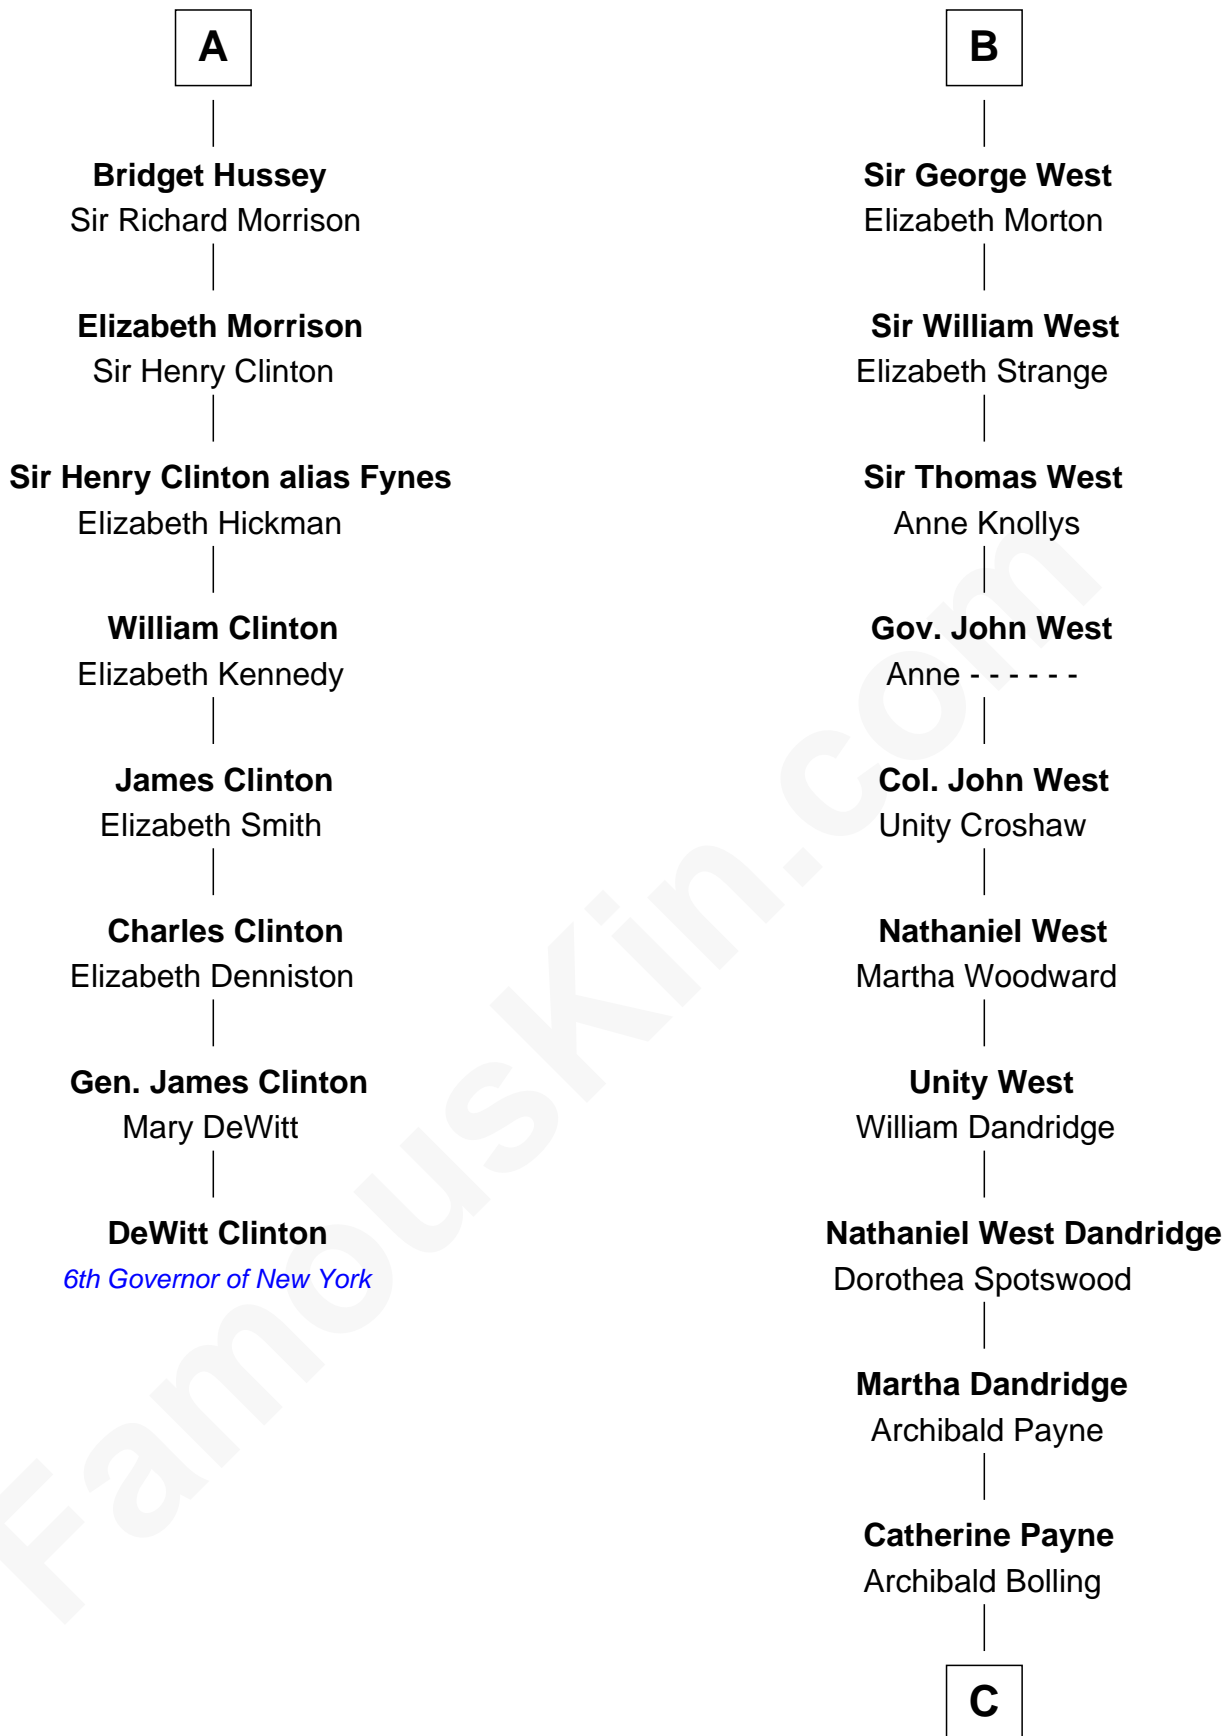 A
Bridget Hussey
Sir Richard Morrison
Elizabeth Morrison
Sir Henry Clinton
Sir Henry Clinton alias Fynes
Elizabeth Hickman
William Clinton
Elizabeth Kennedy
James Clinton
Elizabeth Smith
Charles Clinton
Elizabeth Denniston
Gen. James Clinton
Mary DeWitt
DeWitt Clinton
6th Governor of New York
B
Sir George West
Elizabeth Morton
Sir William West
Elizabeth Strange
Sir Thomas West
Anne Knollys
Gov. John West
Anne - - - - - -
Col. John West
Unity Croshaw
Nathaniel West
Martha Woodward
Unity West
William Dandridge
Nathaniel West Dandridge
Dorothea Spotswood
Martha Dandridge
Archibald Payne
Catherine Payne
Archibald Bolling
C
FamousKin.com